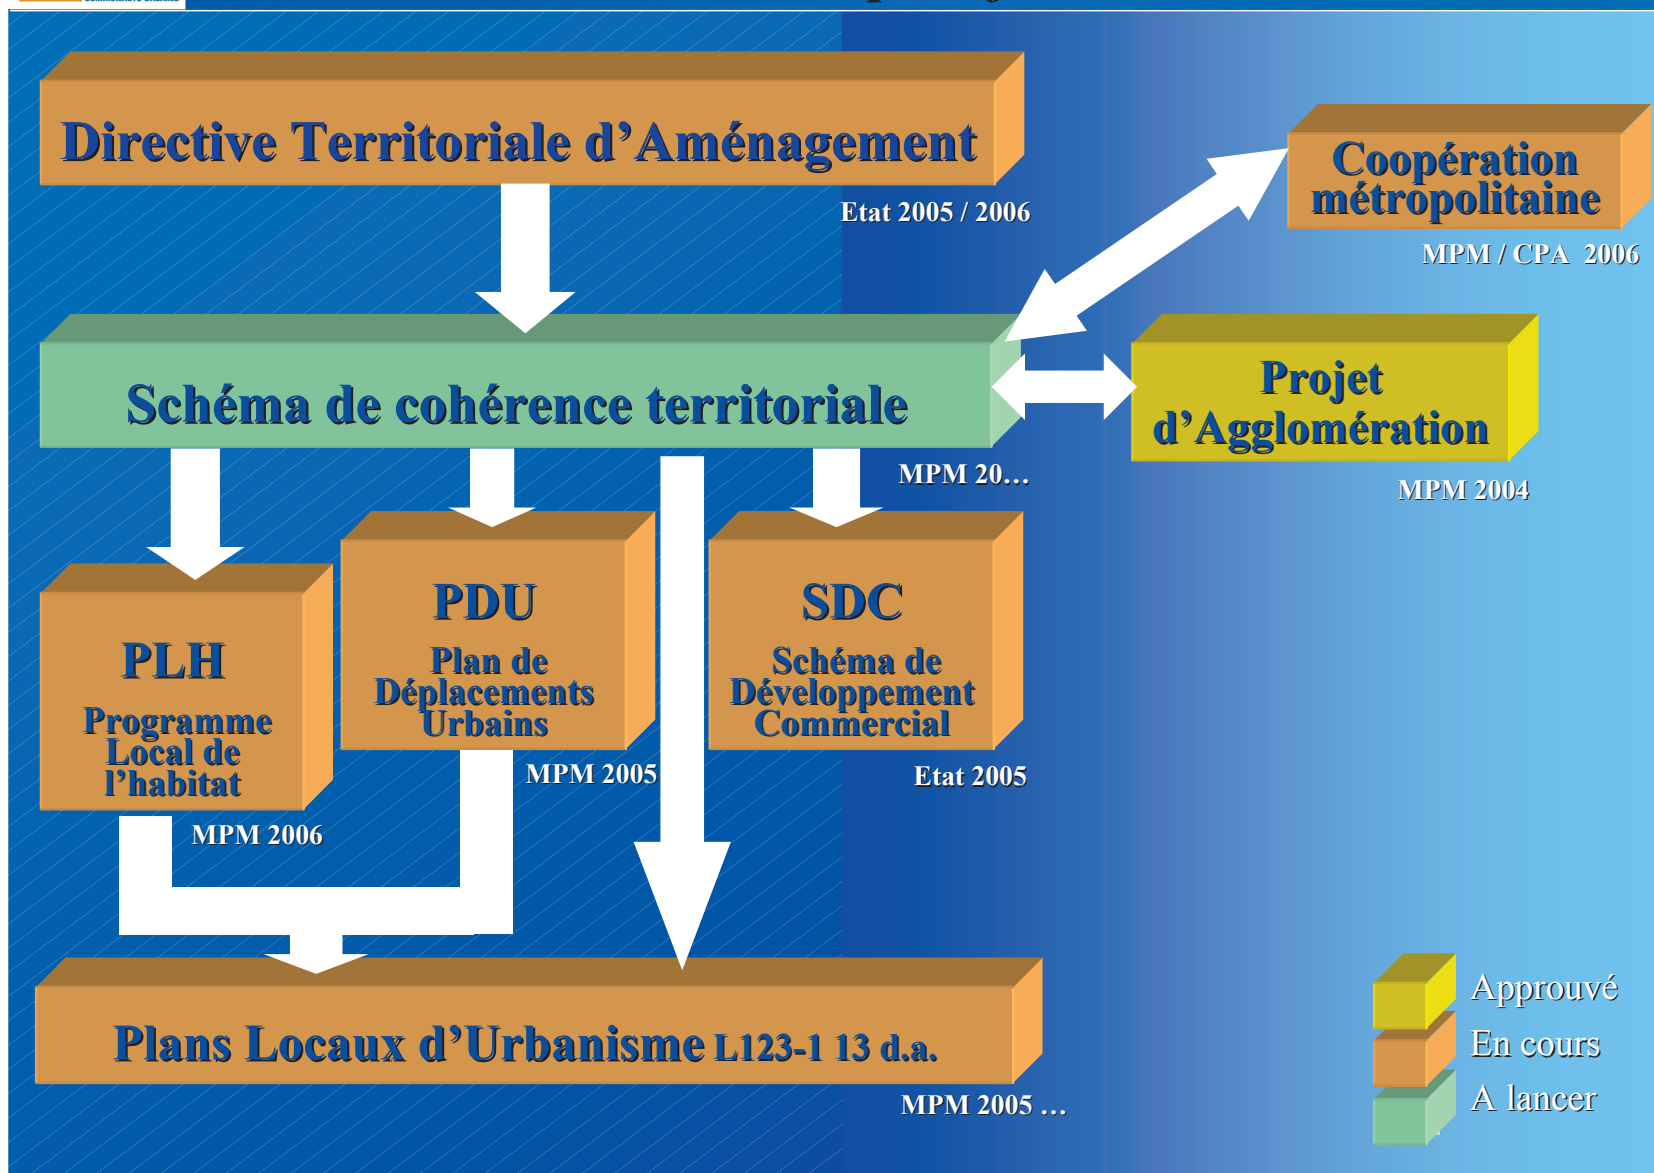 Directive Territoriale d’Aménagement
Etat 2005 / 2006
Coopération
métropolitaine
MPM / CPA 2006
Schéma de cohérence territoriale
MPM 20…
Projet
d’Agglomération
MPM 2004
PLH
Programme
Local de
l’habitat
MPM 2006
PDU
Plan de
Déplacements
Urbains
MPM 2005
SDC
Schéma de
Développement
Commercial
Etat 2005
Plans Locaux d’Urbanisme L123-1 13 d.a.
MPM 2005 …
Approuvé
En cours
A lancer